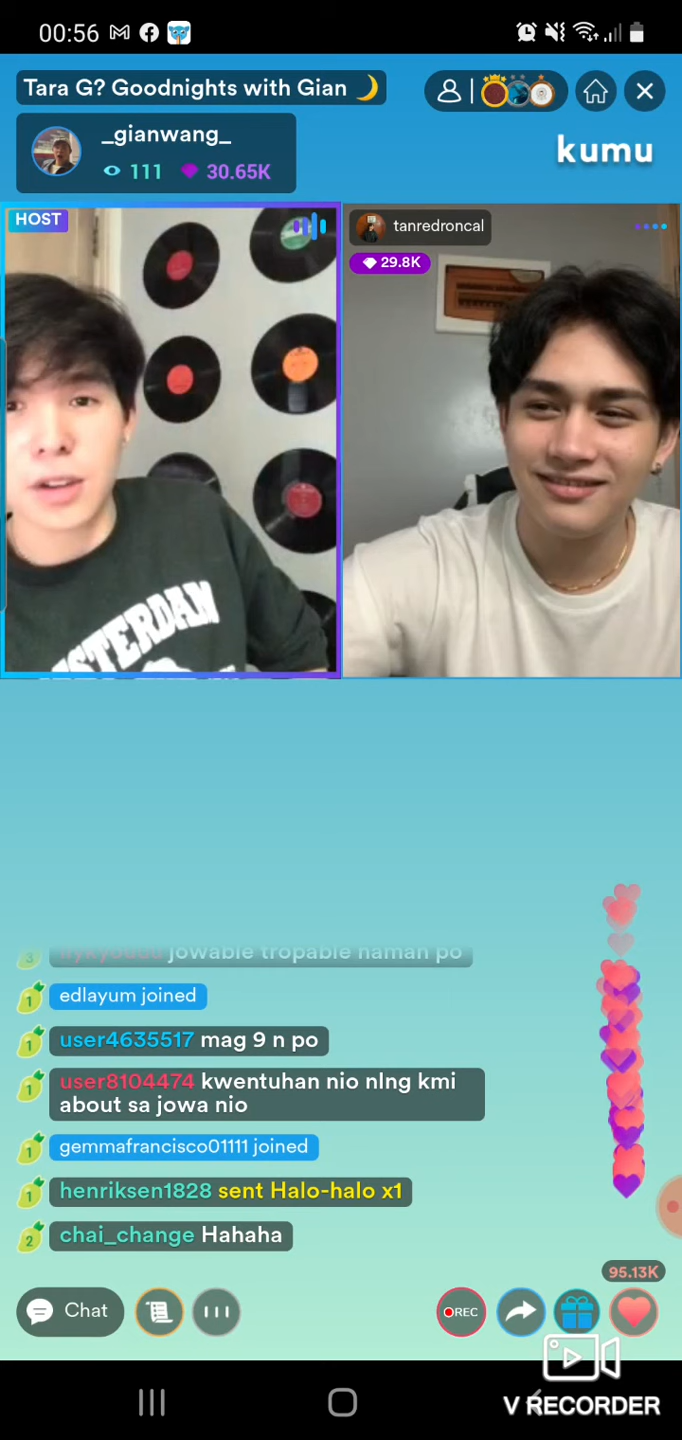 00:56
Tara G? Goodnights with Gian 🌙
_gianwang_
111 30.65K
kumu
HOST
tanredroncal
29.8K
AMSTERDAM
jowable tropable naman po
edlayum joined
user4635517 mag 9 n po
user8104474 kwentuhan nio nlng kmi
about sa jowa nio
gemmafrancisco01111 joined
henriksen1828 sent Halo-halo x1
chai_change Hahaha
95.13K
Chat
REC
V RECORDER